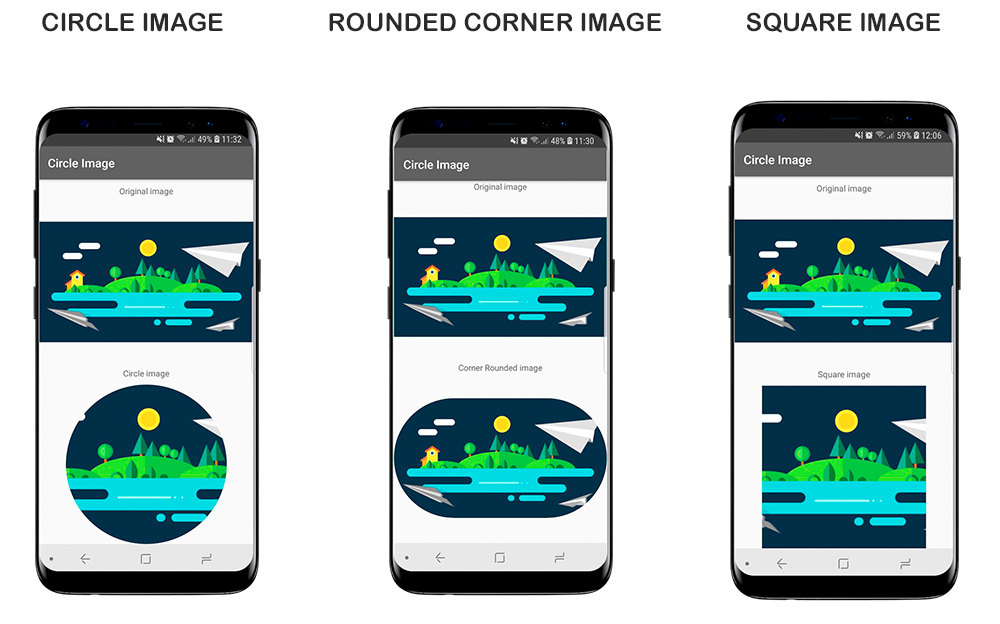 CIRCLE IMAGE
ROUNDED CORNER IMAGE
SQUARE IMAGE
49% 11:32
Circle Image
Original image
Circle image
48% 11:30
Circle Image
Original image
Corner Rounded image
59% 12:06
Circle Image
Original image
Square image